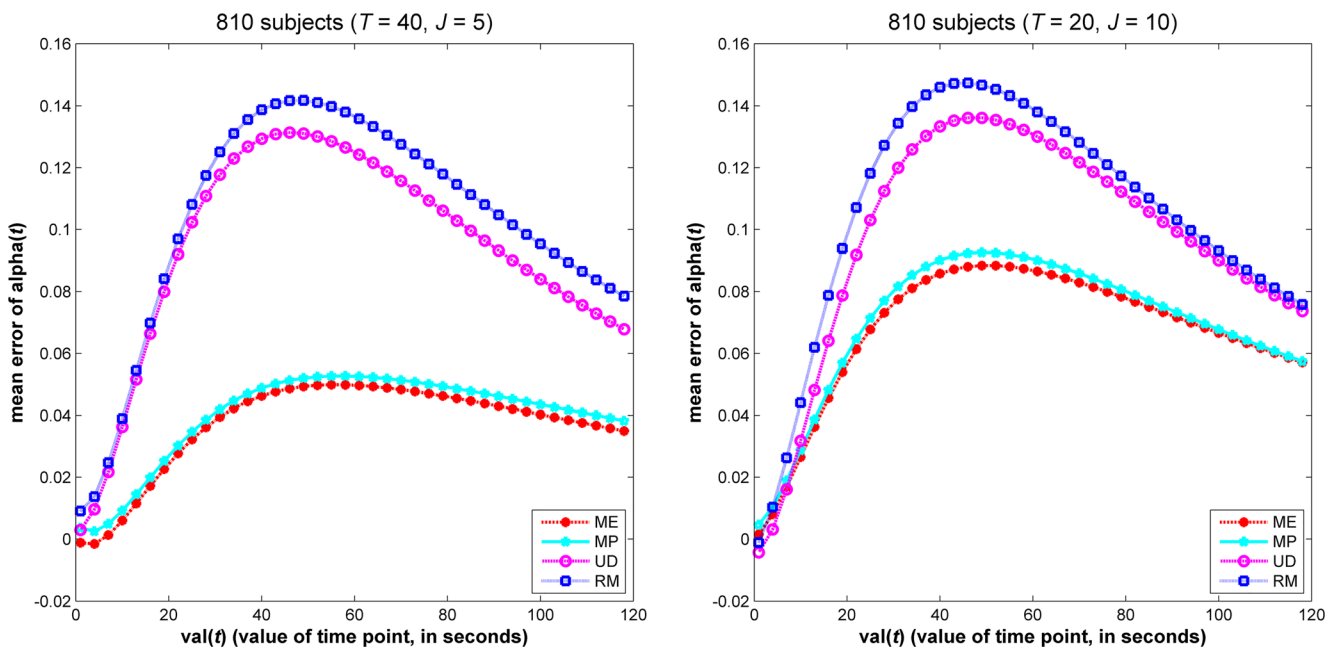 810 subjects (T = 40, J = 5)
mean error of alpha(t)
0.16
0.14
0.12
0.1
0.08
0.06
0.04
0.02
0
-0.02
0 20 40 60 80 100 120
val(t) (value of time point, in seconds)
ME
MP
UD
RM
810 subjects (T = 20, J = 10)
mean error of alpha(t)
0.16
0.14
0.12
0.1
0.08
0.06
0.04
0.02
0
-0.02
0 20 40 60 80 100 120
val(t) (value of time point, in seconds)
ME
MP
UD
RM